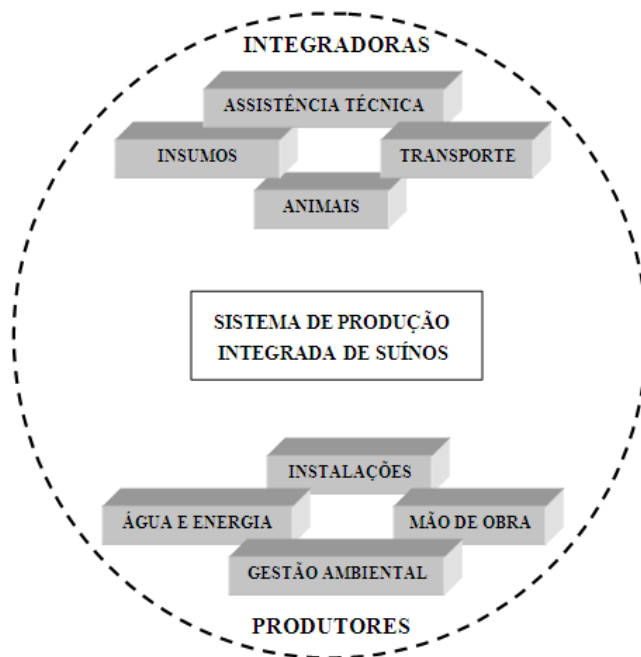 INTEGRADORAS
ASSISTÊNCIA TÉCNICA
INSUMOS
TRANSPORTE
ANIMAIS
SISTEMA DE PRODUÇÃO
INTEGRADA DE SUÍNOS
INSTALAÇÕES
ÁGUA E ENERGIA
MÃO DE OBRA
GESTÃO AMBIENTAL
PRODUTORES